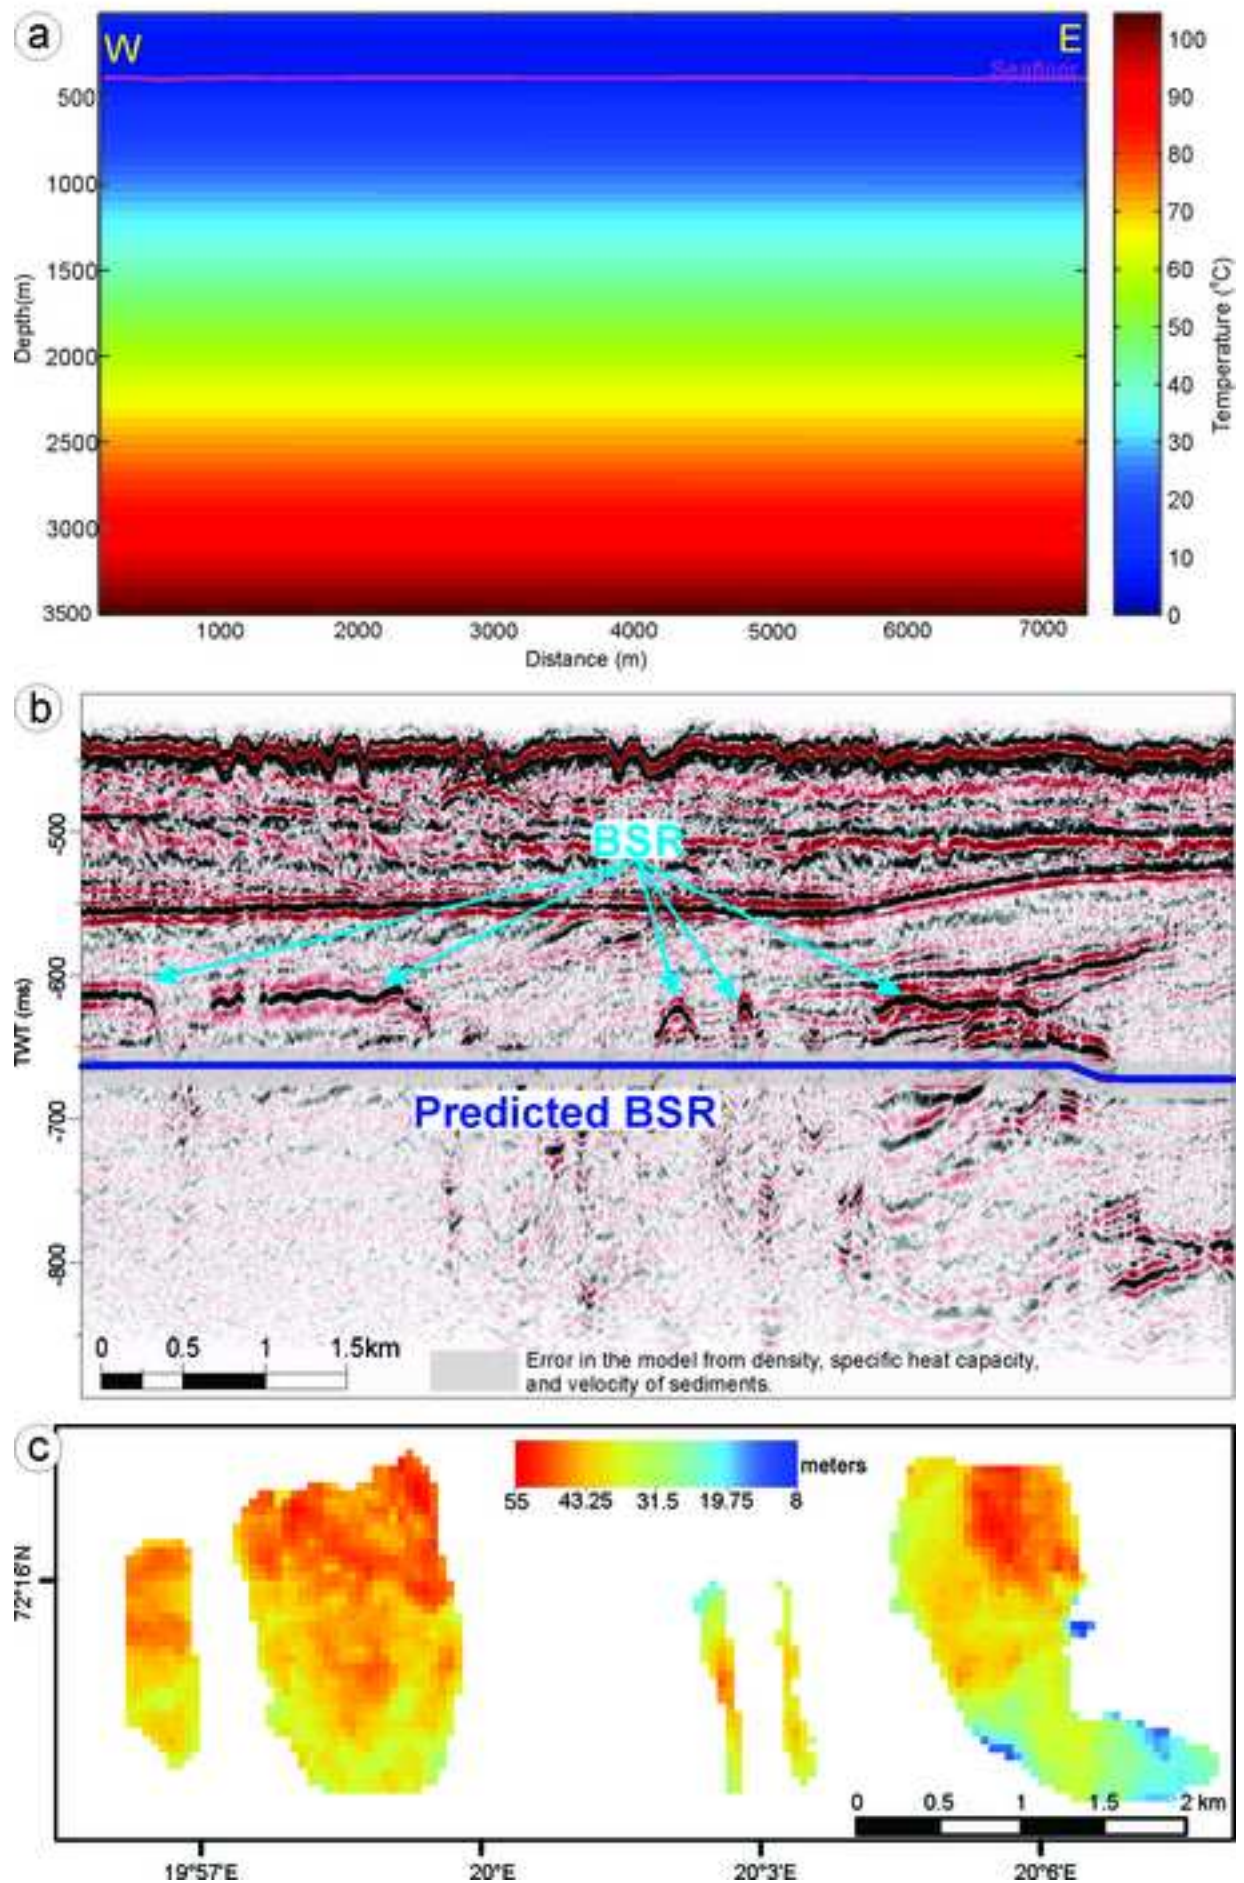 a
W
E
Seafloor
500
1000
1500
2000
2500
3000
3500
Depth(m)
1000 2000 3000 4000 5000 6000 7000
Distance (m)
100
90
80
70
60
50
40
30
20
10
0
Temperature (°C)
b
BSR
-500
-600
-700
-800
TWT (ms)
Predicted BSR
0 0.5 1 1.5km
Error in the model from density, specific heat capacity,
and velocity of sediments.
c
meters
55 43.25 31.5 19.75 8
72°16'N
0 0.5 1 1.5 2 km
19°57'E 20°E 20°3'E 20°6'E